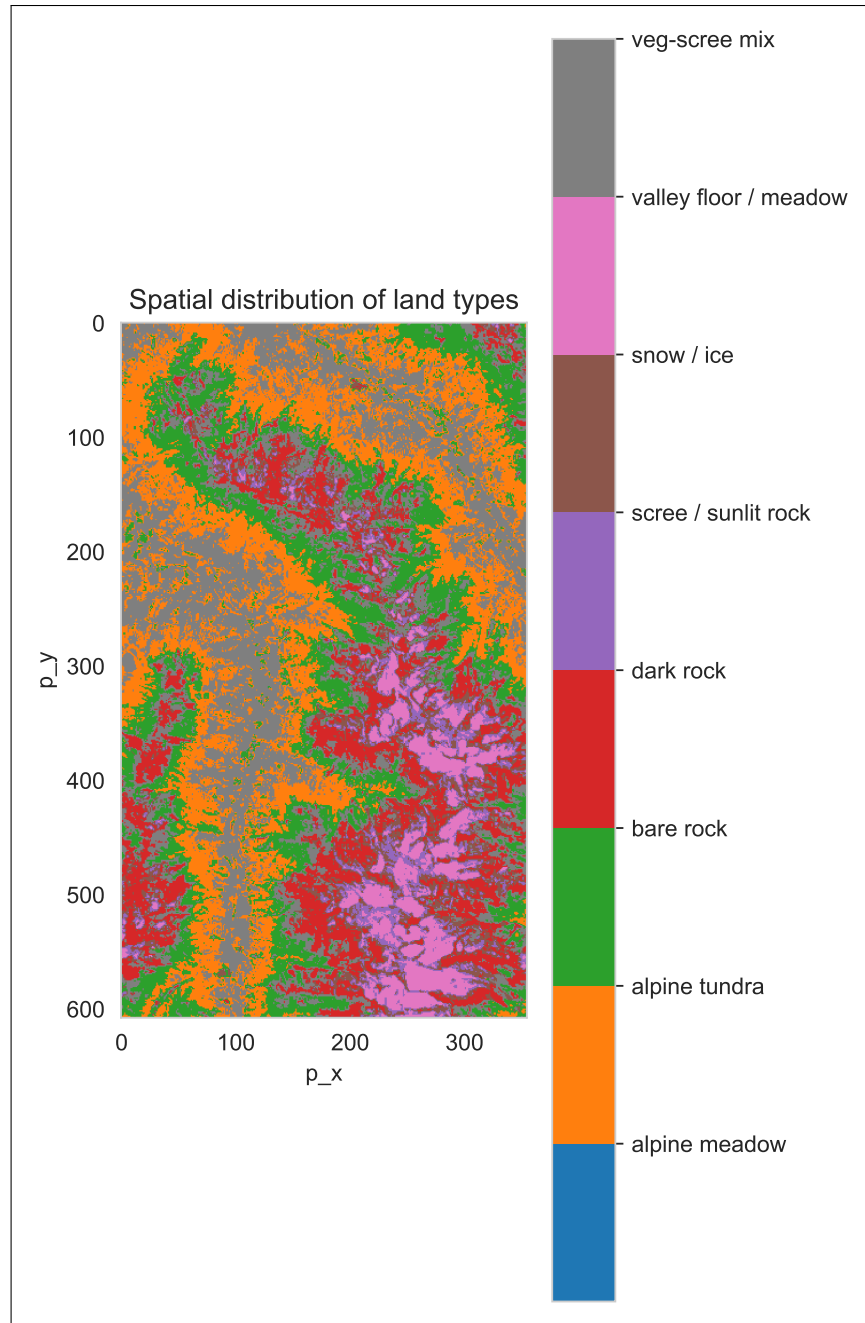 Spatial distribution of land types
0
100
200
300
400
500
600
p_y
0 100 200 300
p_x
veg-scree mix
valley floor / meadow
snow / ice
scree / sunlit rock
dark rock
bare rock
alpine tundra
alpine meadow